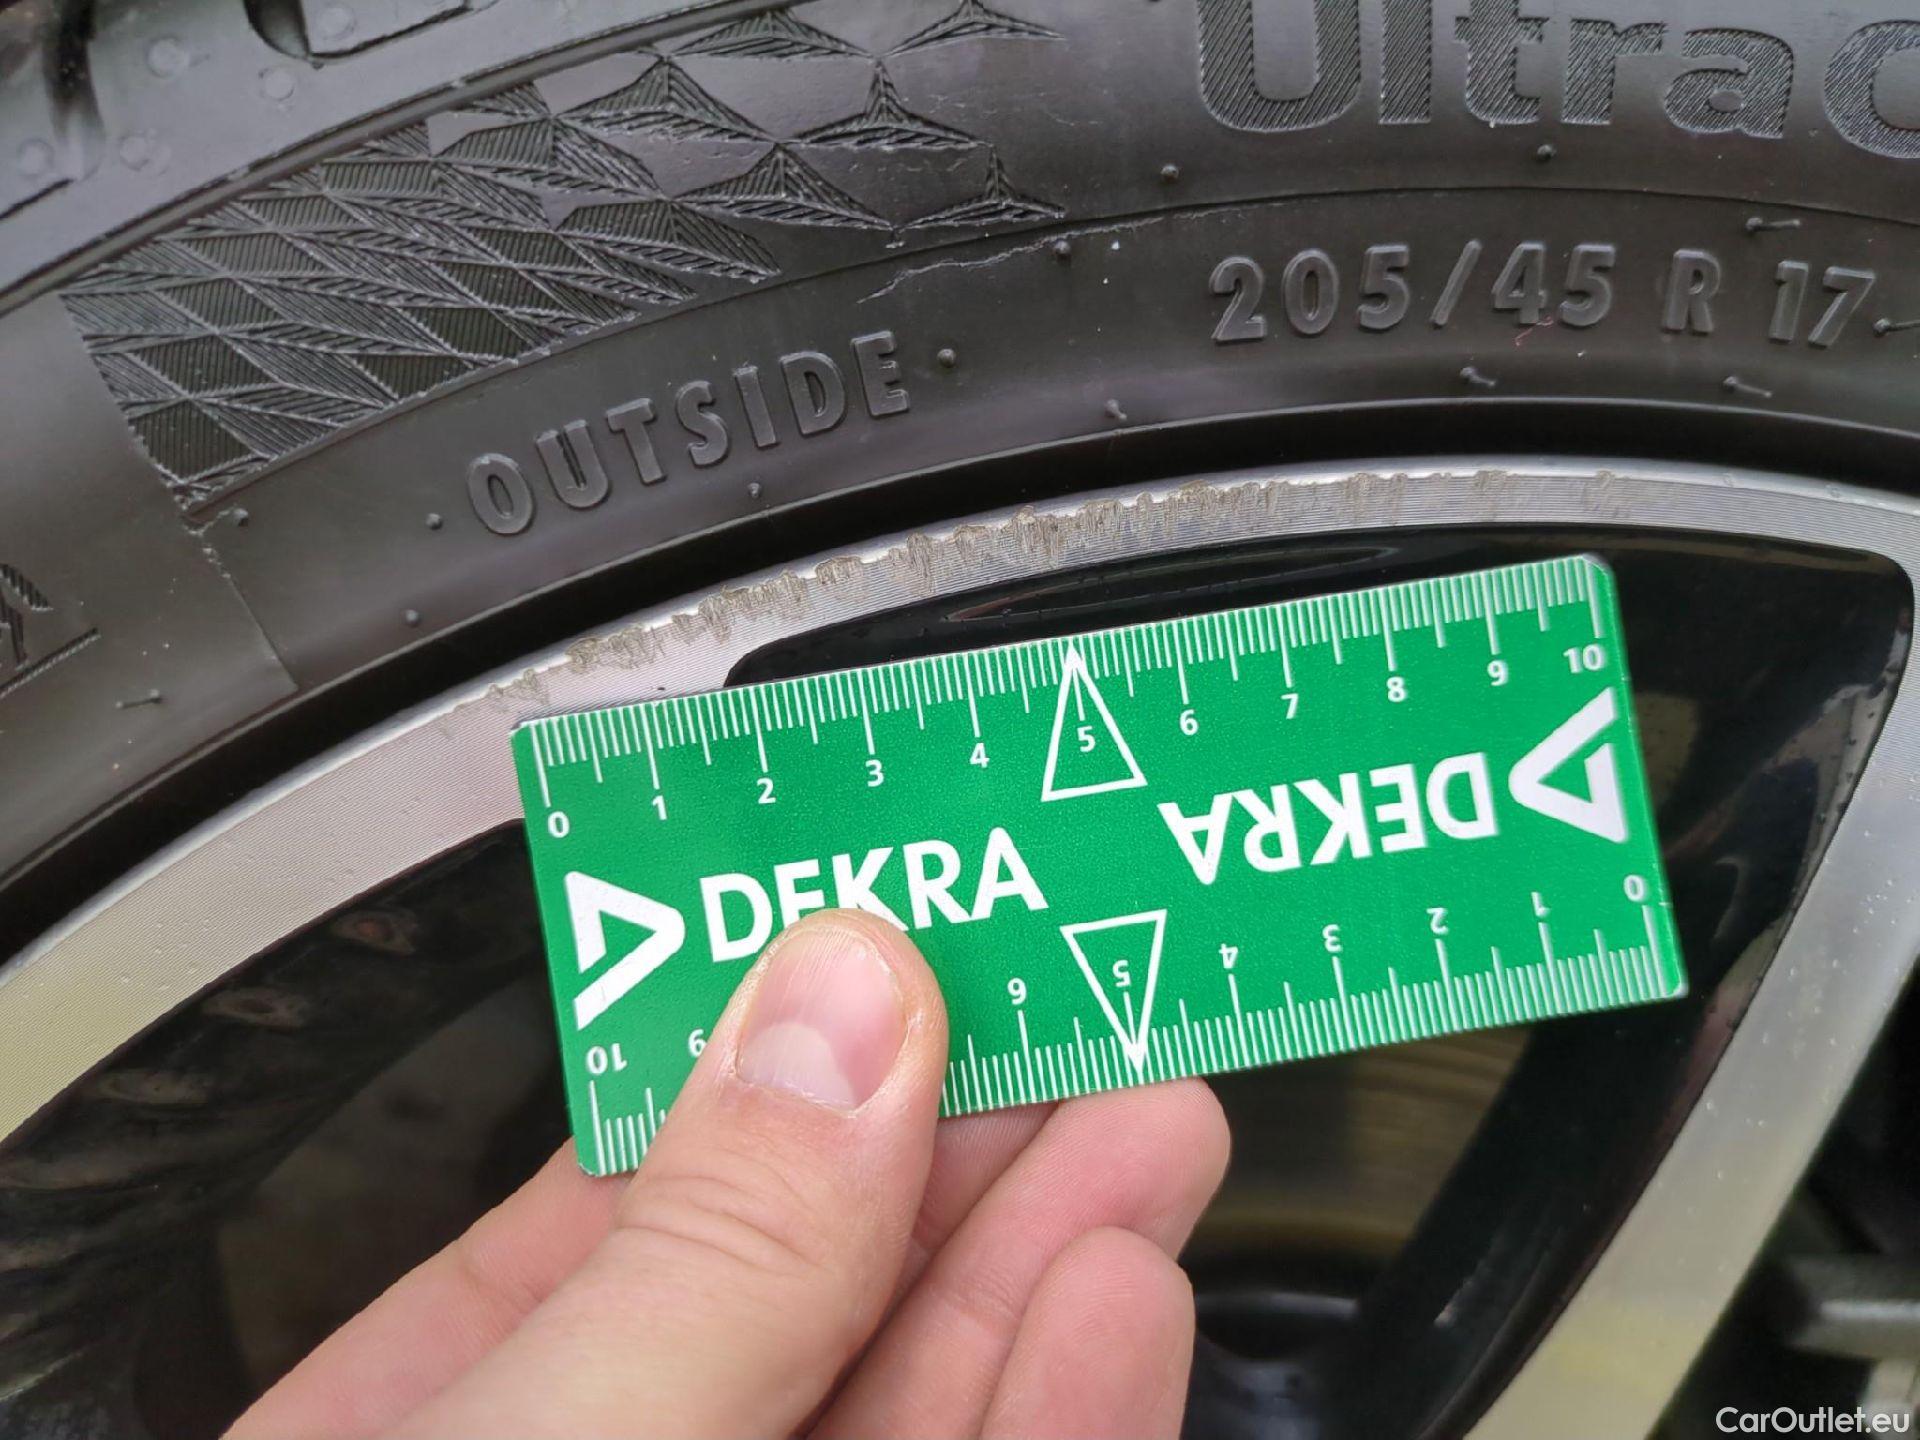 UltraC
205/45 R 17
OUTSIDE
0 1 2 3 4 5 6 7 8 9 10
DEKRA
DEKRA
0 1 2 3 4 5 6 9 10
CarOutlet.eu